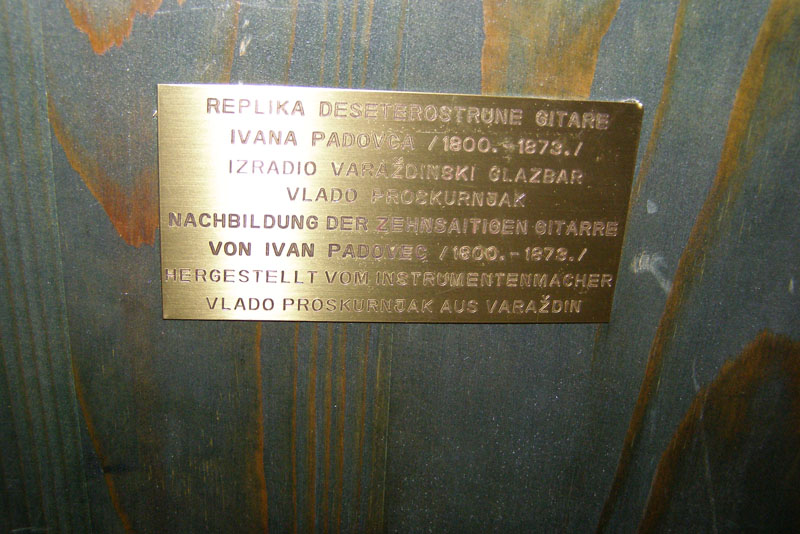 REPLIKA DESETEROSTRUNE GITARE
IVANA PADOVCA /1800.-1873./
IZRADIO VARAŽDINSKI GLAZBAR
VLADO PROSKURNJAK
NACHBILDUNG DER ZEHNSAITIGEN GITARRE
VON IVAN PADOVEC /1800.-1873./
HERGESTELLT VOM INSTRUMENTENMACHER
VLADO PROSKURNJAK AUS VARAŽDIN